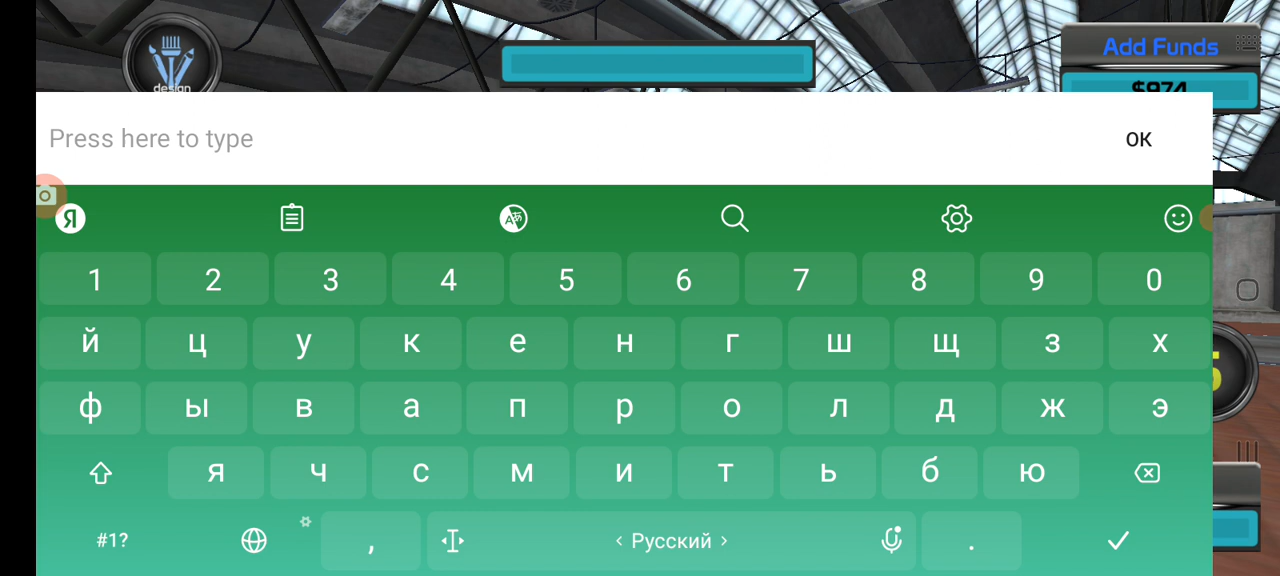 design
Add Funds
$974
Press here to type
OK
Я
1 2 3 4 5 6 7 8 9 0
й ц у к е н г ш щ з х
ф ы в а п р о л д ж э
я ч с м и т ь б ю
#1? , < Русский > .
5